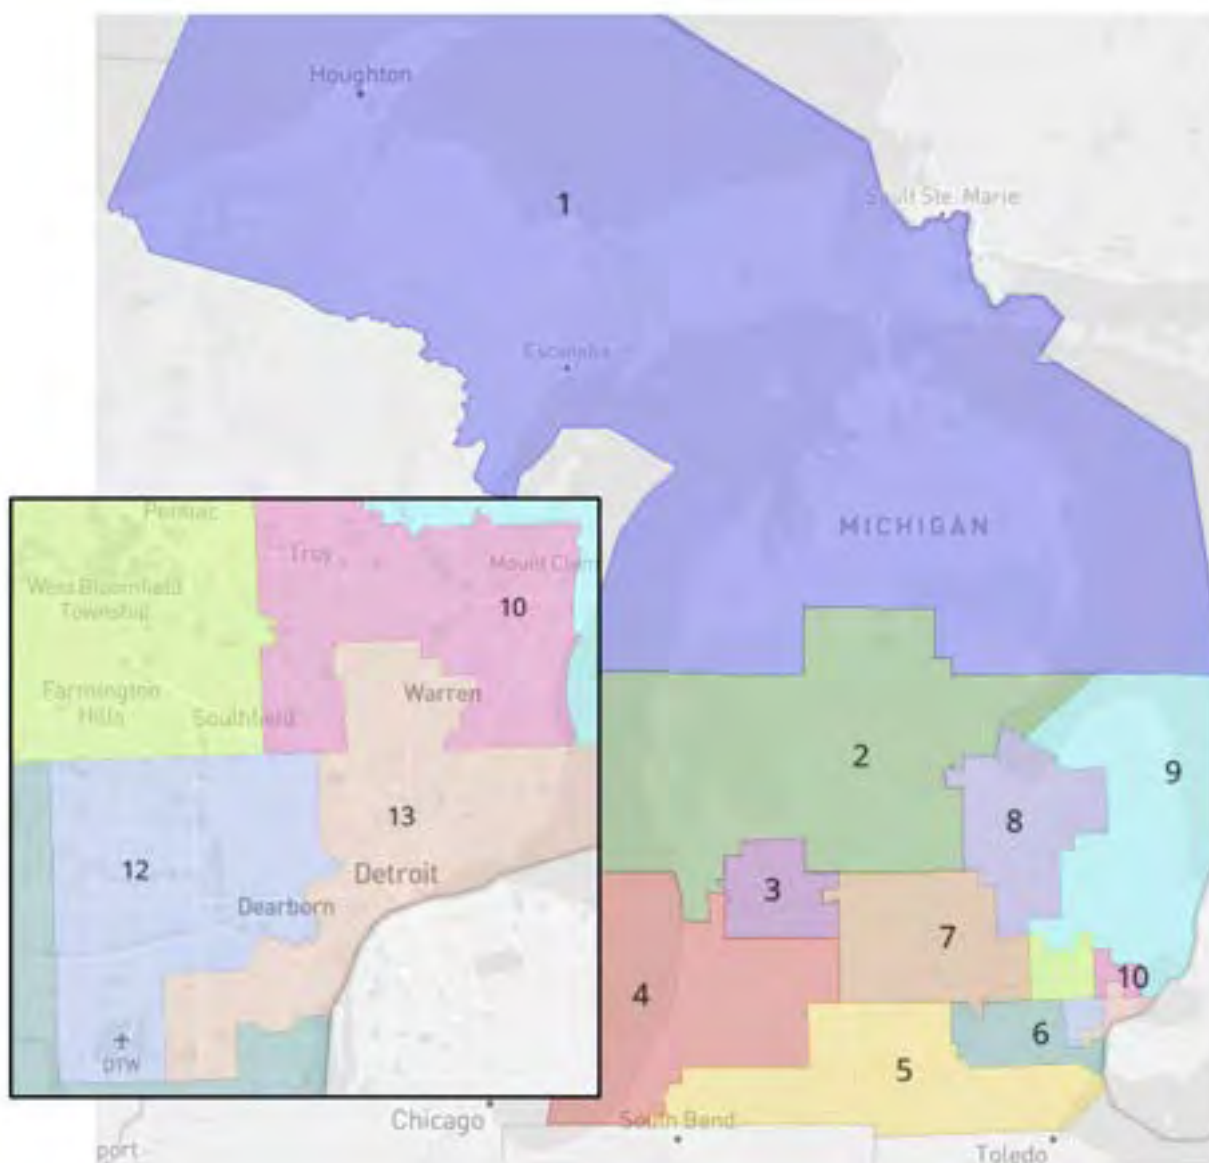 Houghton
1
Sault Ste. Marie
Escanaba
MICHIGAN
Pontiac
Troy
Mount Clem
West Bloomfield
Township
10
Farmington
Hills
Southfield
Warren
13
12
Detroit
Dearborn
DTW
2
9
8
3
7
4
10
6
5
Chicago
South Bend
port
Toledo